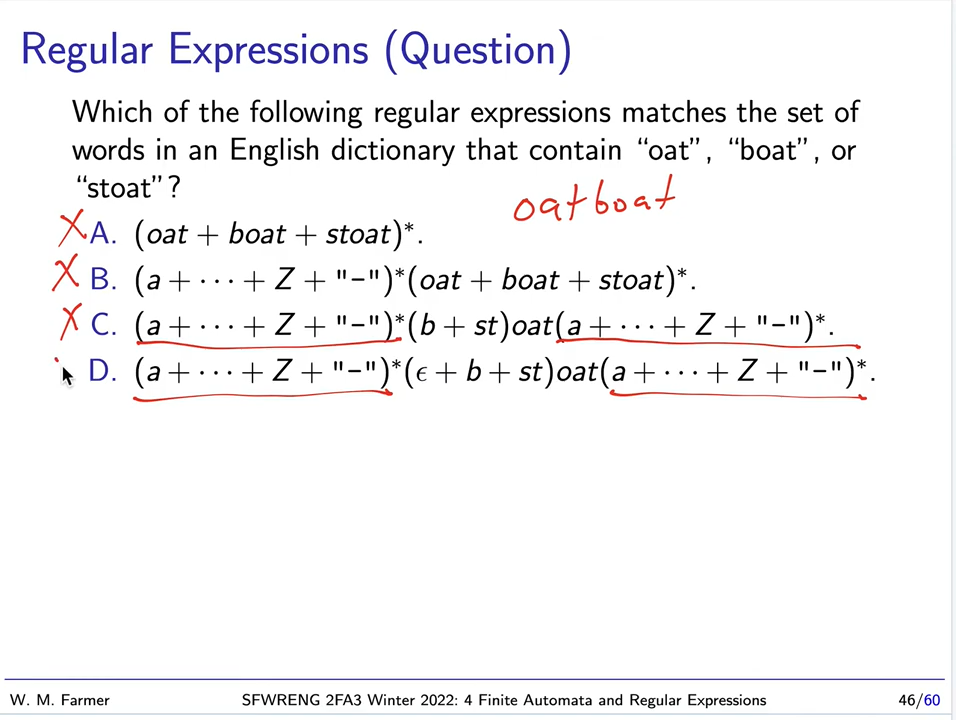 Regular Expressions (Question)
Which of the following regular expressions matches the set of
words in an English dictionary that contain “oat”, “boat”, or
“stoat”?
oatboat
X A. (oat + boat + stoat)*.
X B. (a + ··· + Z + "-")*(oat + boat + stoat)*.
X C. (a + ··· + Z + "-")*(b + st)oat(a + ··· + Z + "-")*.
D. (a + ··· + Z + "-")*(ϵ + b + st)oat(a + ··· + Z + "-")*.
W. M. Farmer SFWRENG 2FA3 Winter 2022: 4 Finite Automata and Regular Expressions 46/60